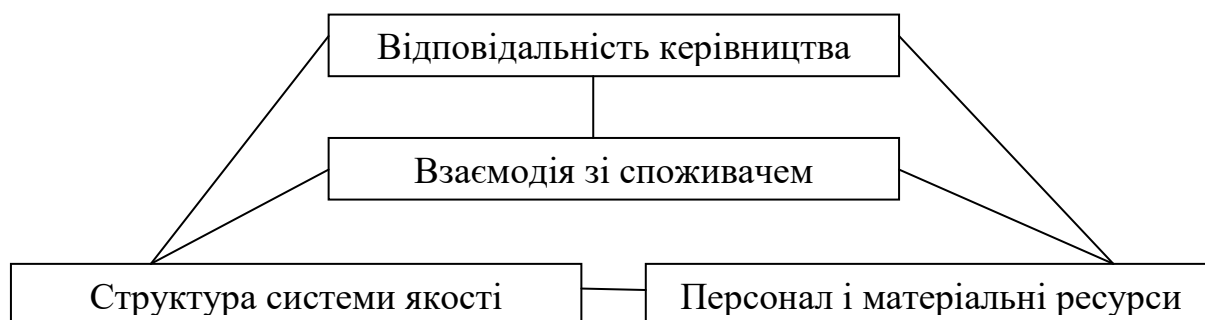 Відповідальність керівництва
Взаємодія зі споживачем
Структура системи якості
Персонал і матеріальні ресурси